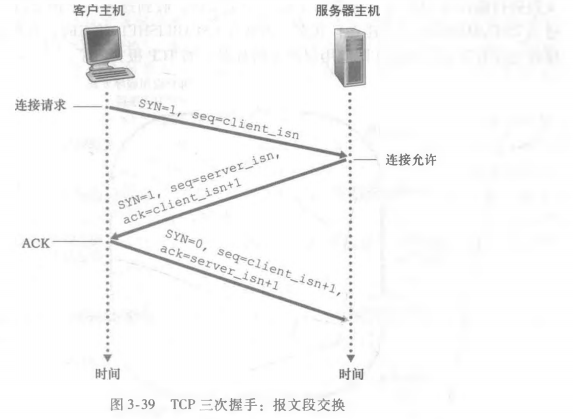 客户主机
服务器主机
连接请求
SYN=1, seq=client_isn
连接允许
SYN=1, seq=server_isn,
ack=client_isn+1
ACK
SYN=0, seq=client_isn+1,
ack=server_isn+1
时间
时间
图 3-39 TCP 三次握手：报文段交换